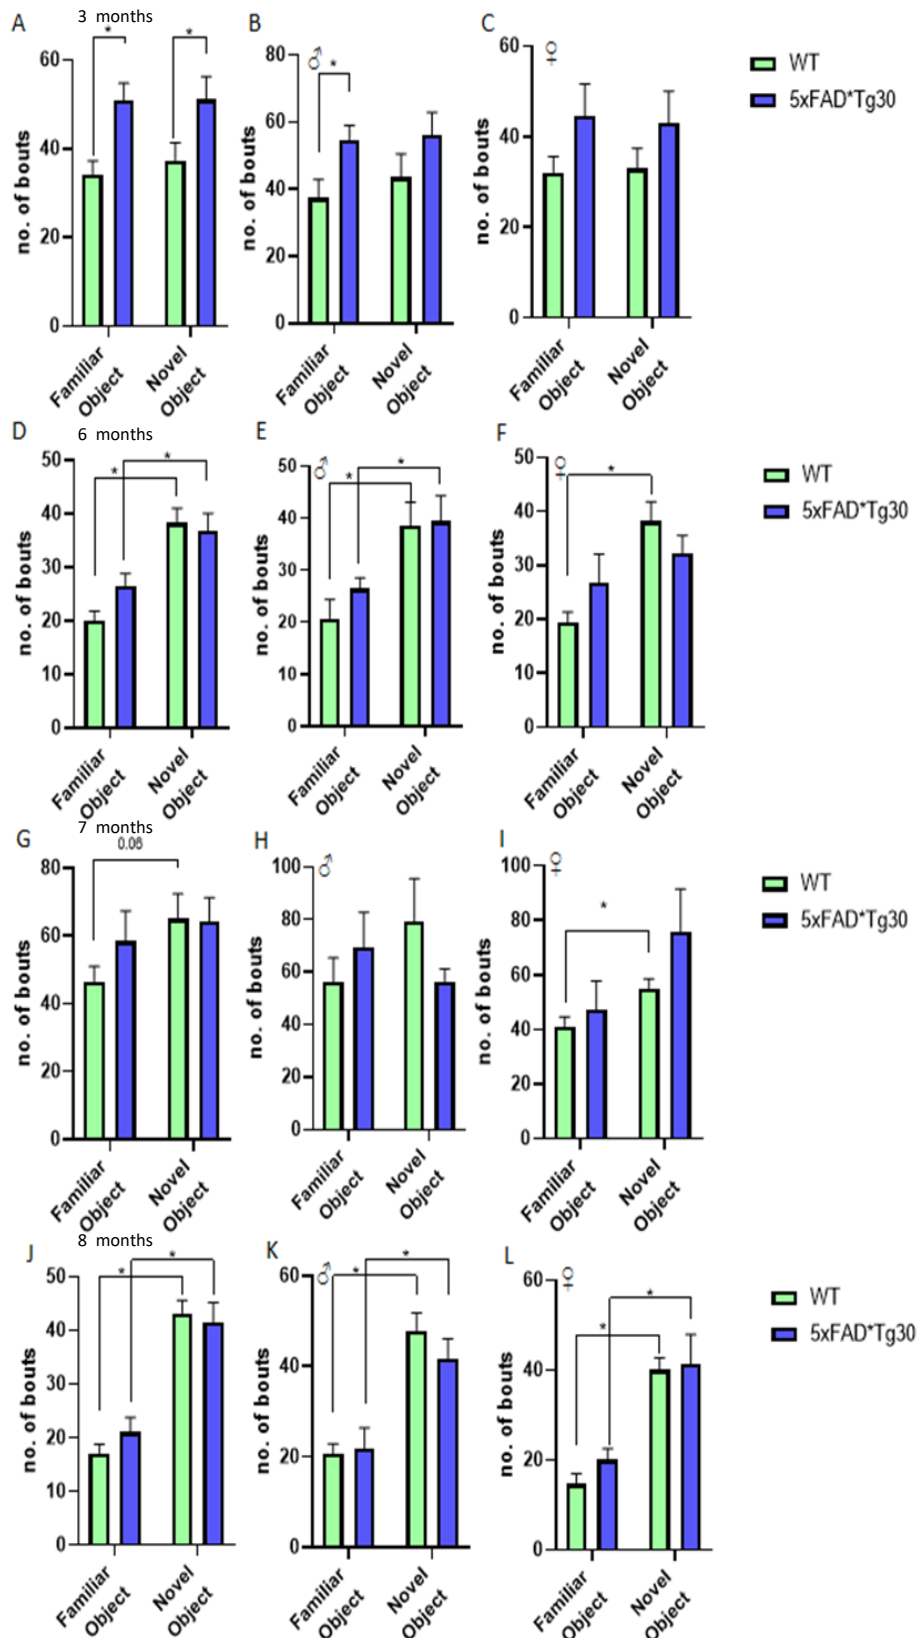 A
3 months
B
C
♂
♀
*
*
*
WT
5xFAD*Tg30
no. of bouts
60
40
20
0
no. of bouts
80
60
40
20
0
no. of bouts
60
40
20
0
Familiar Object
Novel Object
Familiar Object
Novel Object
Familiar Object
Novel Object
D
6 months
E
F
♂
♀
*
*
*
*
*
WT
5xFAD*Tg30
no. of bouts
50
40
30
20
10
0
no. of bouts
50
40
30
20
10
0
no. of bouts
50
40
30
20
10
0
Familiar Object
Novel Object
Familiar Object
Novel Object
Familiar Object
Novel Object
G
7 months
H
I
♂
♀
0.06
*
WT
5xFAD*Tg30
no. of bouts
80
60
40
20
0
no. of bouts
100
80
60
40
20
0
no. of bouts
100
80
60
40
20
0
Familiar Object
Novel Object
Familiar Object
Novel Object
Familiar Object
Novel Object
J
8 months
K
L
♂
♀
*
*
*
*
*
*
WT
5xFAD*Tg30
no. of bouts
50
40
30
20
10
0
no. of bouts
60
40
20
0
no. of bouts
60
40
20
0
Familiar Object
Novel Object
Familiar Object
Novel Object
Familiar Object
Novel Object